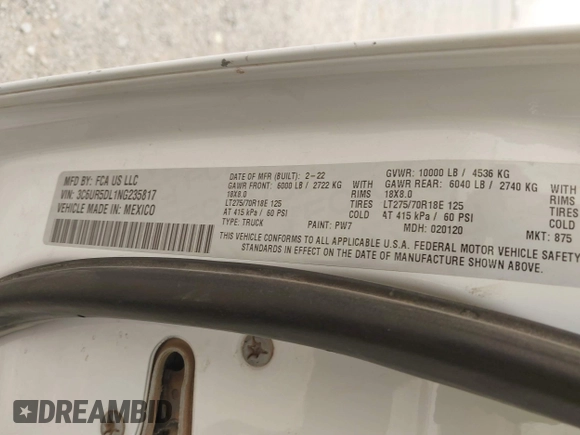 MFD BY: FCA US LLC
VIN: 3C6UR5DL1NG235817
VEHICLE MADE IN: MEXICO
DATE OF MFR (BUILT): 2-22
GAWR FRONT: 6000 LB / 2722 KG WITH
18X8.0 RIMS
LT275/70R18E 125 TIRES
AT 415 kPa / 60 PSI COLD
TYPE: TRUCK PAINT: PW7
GVWR: 10000 LB / 4536 KG
GAWR REAR: 6040 LB / 2740 KG WITH
18X8.0 RIMS
LT275/70R18E 125 TIRES
AT 415 kPa / 60 PSI COLD
MDH: 020120 MKT: 875
THIS VEHICLE CONFORMS TO ALL APPLICABLE U.S.A. FEDERAL MOTOR VEHICLE SAFETY
STANDARDS IN EFFECT ON THE DATE OF MANUFACTURE SHOWN ABOVE.
DREAMBID